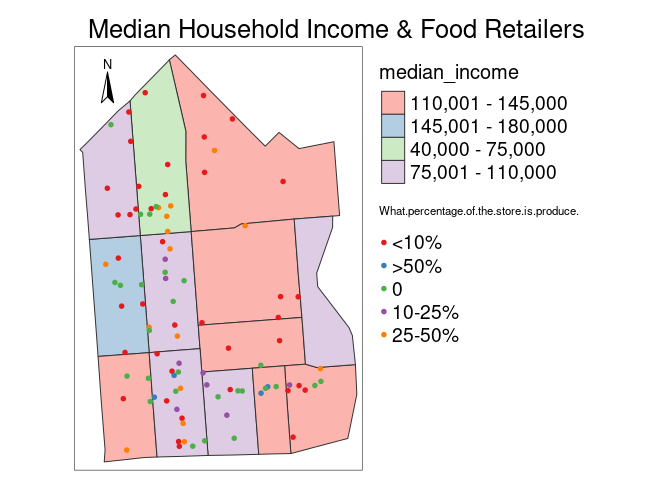 Median Household Income & Food Retailers
N
median_income
110,001 - 145,000
145,001 - 180,000
40,000 - 75,000
75,001 - 110,000
What.percentage.of.the.store.is.produce.
<10%
>50%
0
10-25%
25-50%